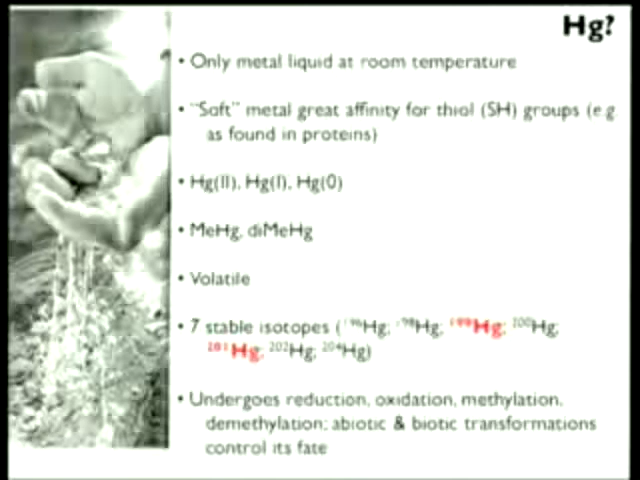 Hg?
• Only metal liquid at room temperature
• "Soft" metal great affinity for thiol (SH) groups (e.g.
as found in proteins)
• Hg(II), Hg(I), Hg(0)
• MeHg, diMeHg
• Volatile
• 7 stable isotopes (¹⁹⁶Hg; ¹⁹⁸Hg; ¹⁹⁹Hg; ²⁰⁰Hg;
²⁰¹Hg; ²⁰²Hg; ²⁰⁴Hg)
• Undergoes reduction, oxidation, methylation,
demethylation; abiotic & biotic transformations
control its fate